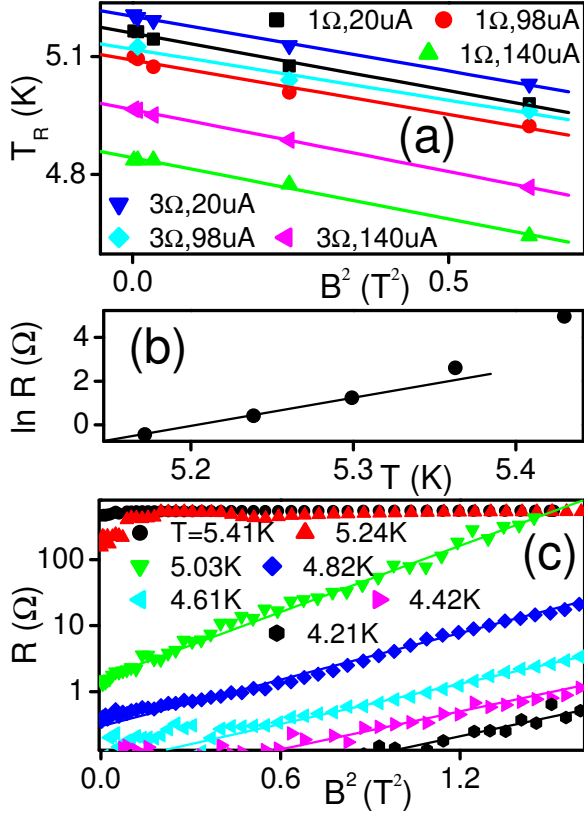 1Ω,20uA 1Ω,98uA
1Ω,140uA
5.1
4.8
T_R (K)
(a)
3Ω,20uA
3Ω,98uA 3Ω,140uA
0.0 0.5
B² (T²)
4
2
0
ln R (Ω)
(b)
5.2 5.3 5.4
T (K)
T=5.41K 5.24K
5.03K 4.82K
4.61K 4.42K
4.21K
(c)
100
10
1
R (Ω)
0.0 0.6 1.2
B² (T²)